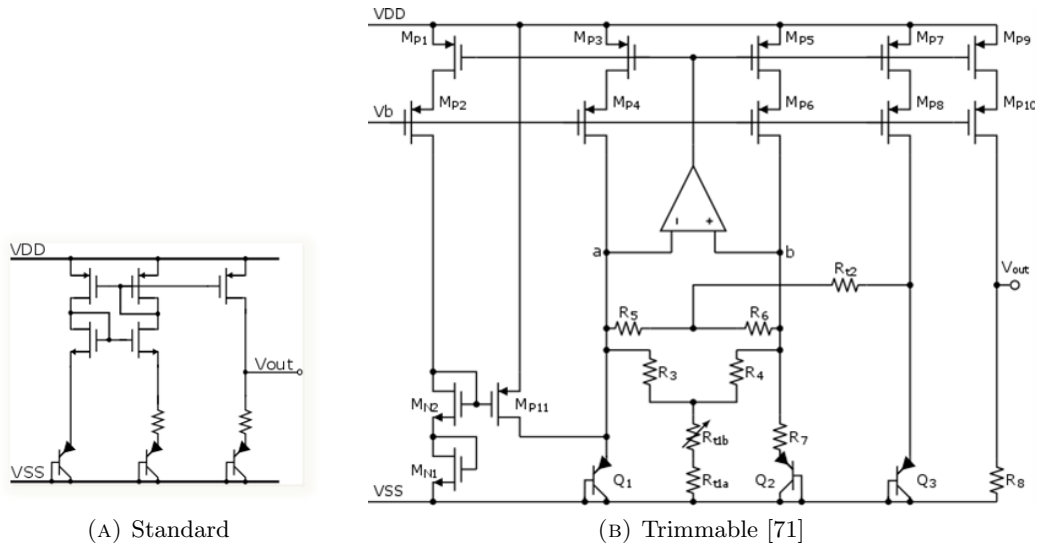 VDD
Vout
VSS
(A) Standard
VDD
MP1
MP3
MP5
MP7
MP9
Vb
MP2
MP4
MP6
MP8
MP10
a
-
+
b
Rt2
Vout
R5
R6
R3
R4
MN2
MP11
Rt1b
R7
MN1
Q1
Rt1a
Q2
Q3
R8
VSS
(B) Trimmable [71]